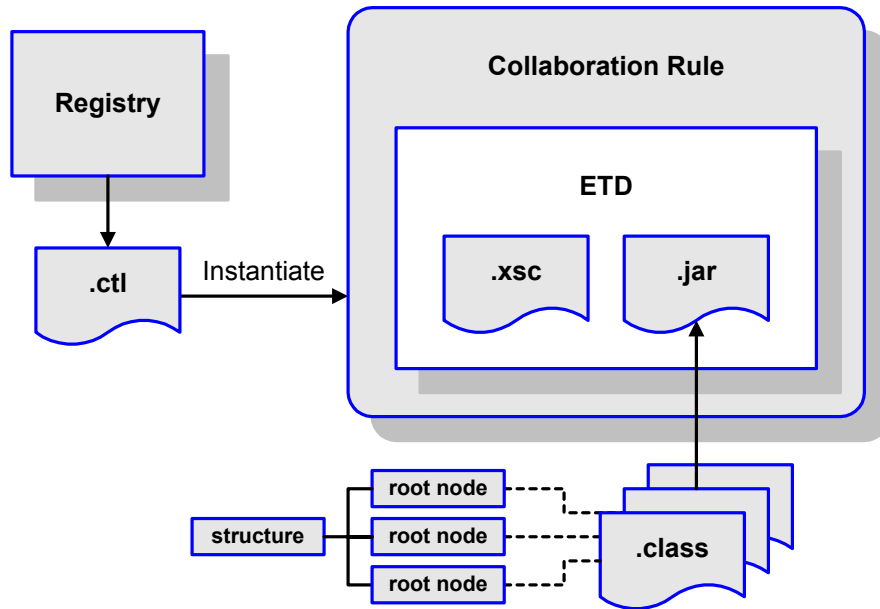 Collaboration Rule
Registry
ETD
.xsc
.jar
.ctl
Instantiate
root node
structure
root node
root node
.class